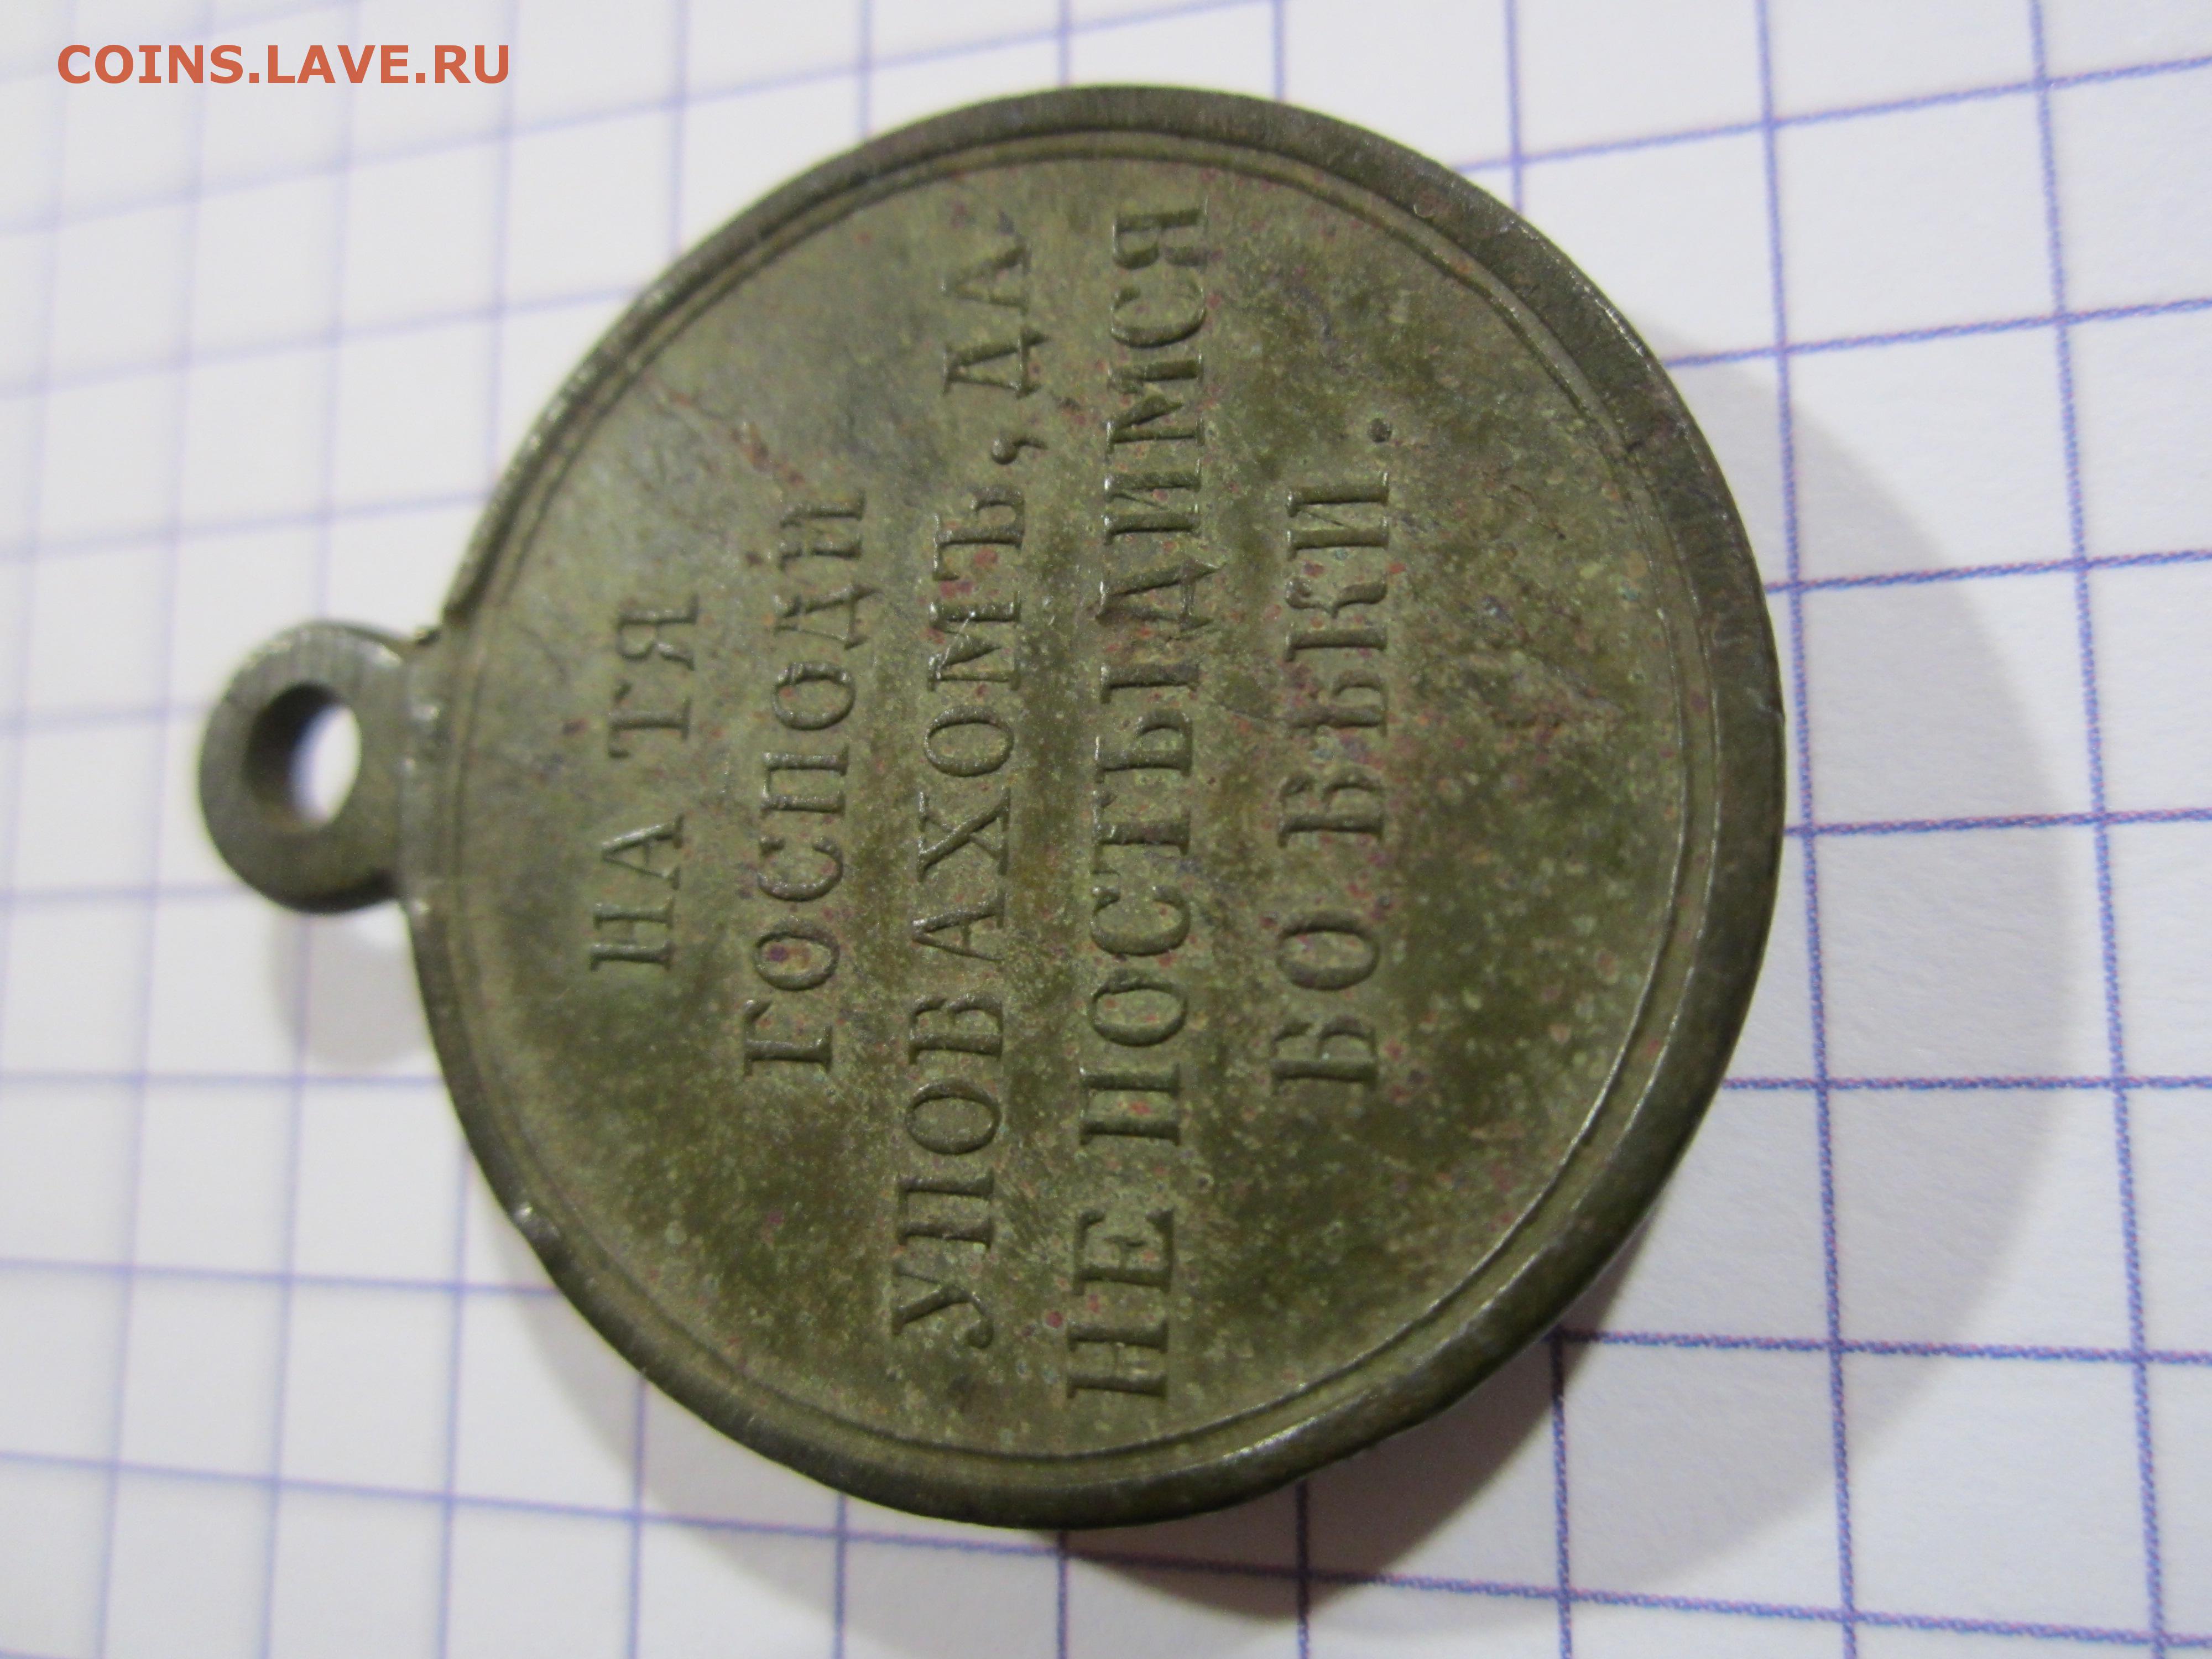 COINS.LAVE.RU
НА ТЯ
ГОСПОДИ
УПОВАХОМЪ, ДА
НЕ ПОСТЫДИМСЯ
ВО ВѢКИ.